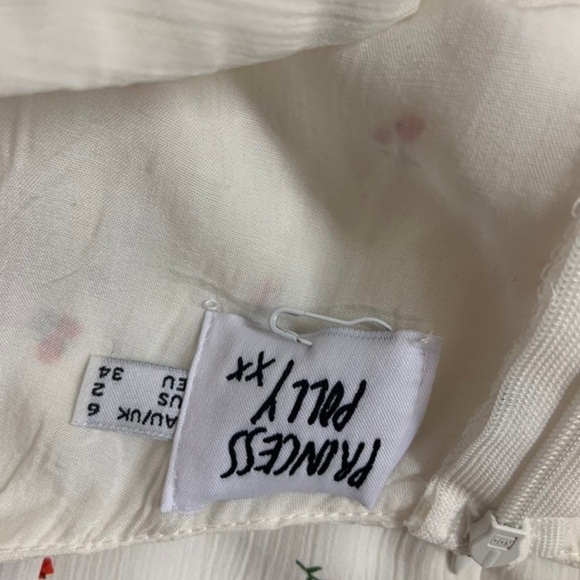 PRINCESS
POLLY xx
AU/UK 6
US 2
EU 34